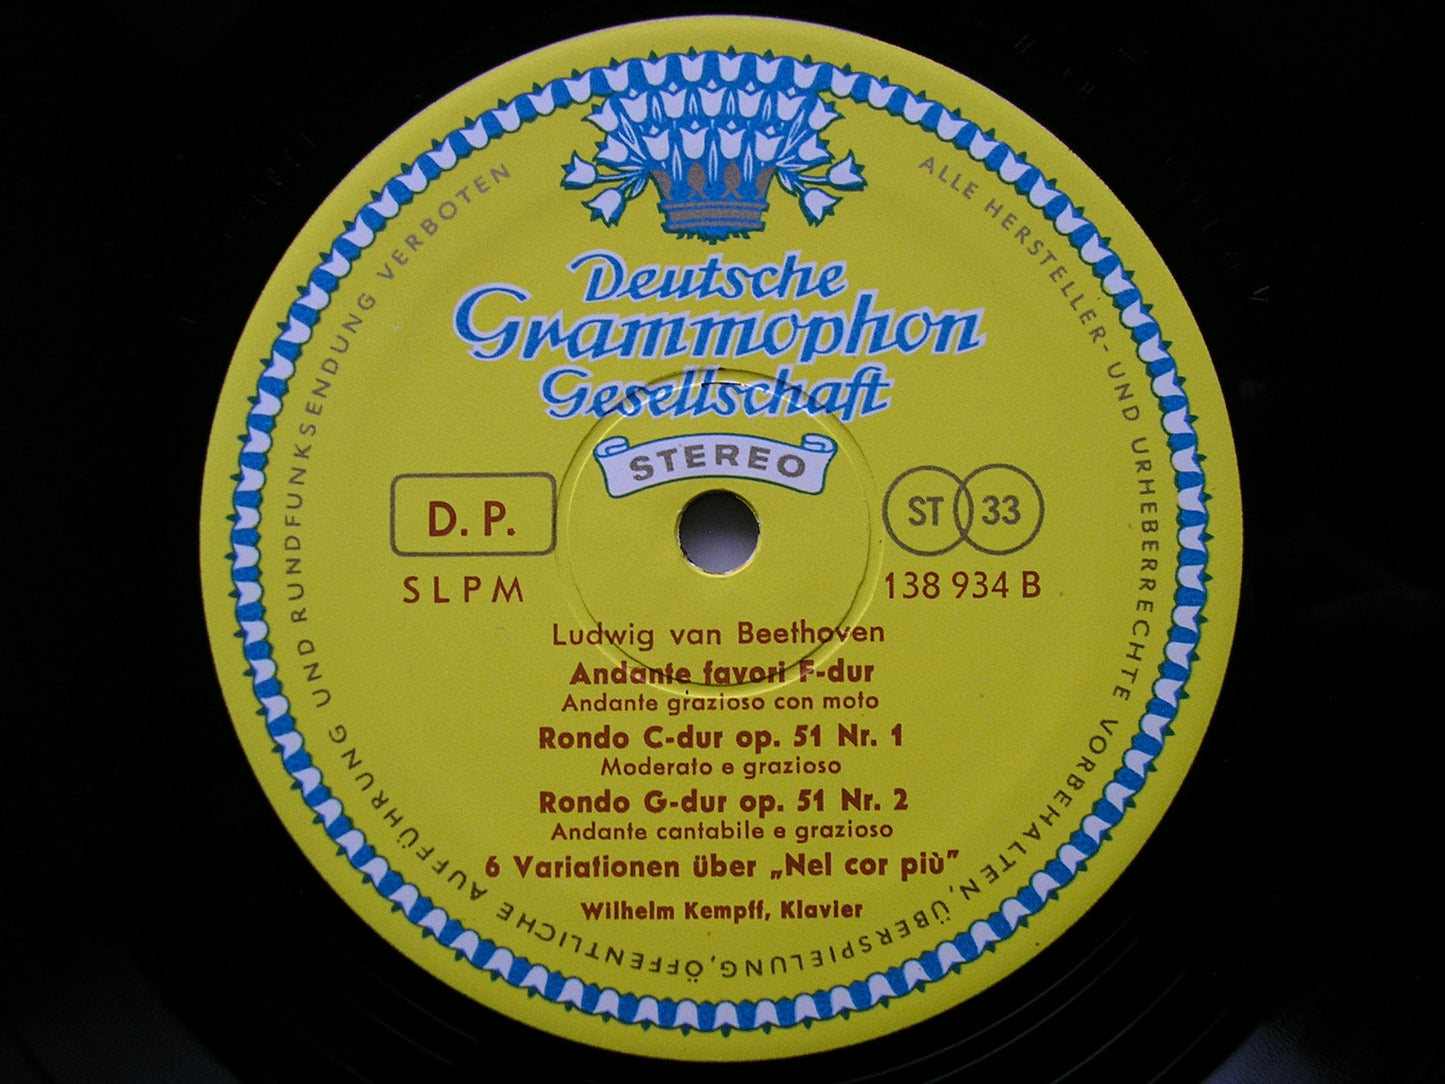 Deutsche
Grammophon
Gesellschaft
STEREO
D. P.
SLPM
ST 33
138 934 B
Ludwig van Beethoven
Andante favori F-dur
Andante grazioso con moto
Rondo C-dur op. 51 Nr. 1
Moderato e grazioso
Rondo G-dur op. 51 Nr. 2
Andante cantabile e grazioso
6 Variationen über „Nel cor più”
Wilhelm Kempff, Klavier
ALLE HERSTELLER- UND URHEBERRECHTE VORBEHALTEN, ÜBERSPIELUNG, ÖFFENTLICHE AUFFÜHRUNG UND RUNDFUNKSENDUNG VERBOTEN